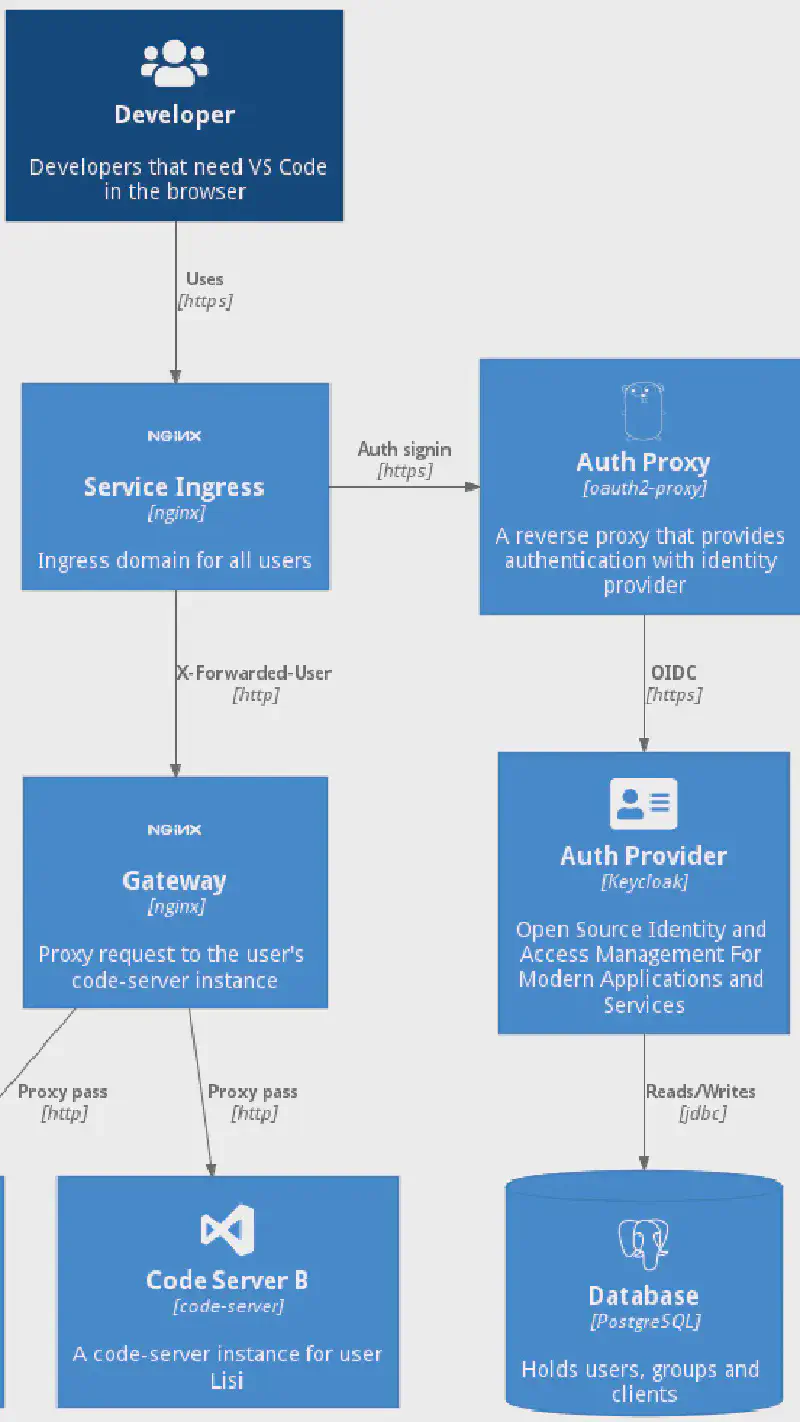 Developer
Developers that need VS Code
in the browser
Uses
[https]
NGINX
Service Ingress
[nginx]
Ingress domain for all users
Auth signin
[https]
Auth Proxy
[oauth2-proxy]
A reverse proxy that provides
authentication with identity
provider
X-Forwarded-User
[http]
OIDC
[https]
NGINX
Gateway
[nginx]
Proxy request to the user's
code-server instance
Auth Provider
[Keycloak]
Open Source Identity and
Access Management For
Modern Applications and
Services
Proxy pass
[http]
Proxy pass
[http]
Reads/Writes
[jdbc]
Code Server B
[code-server]
A code-server instance for user
Lisi
Database
[PostgreSQL]
Holds users, groups and
clients